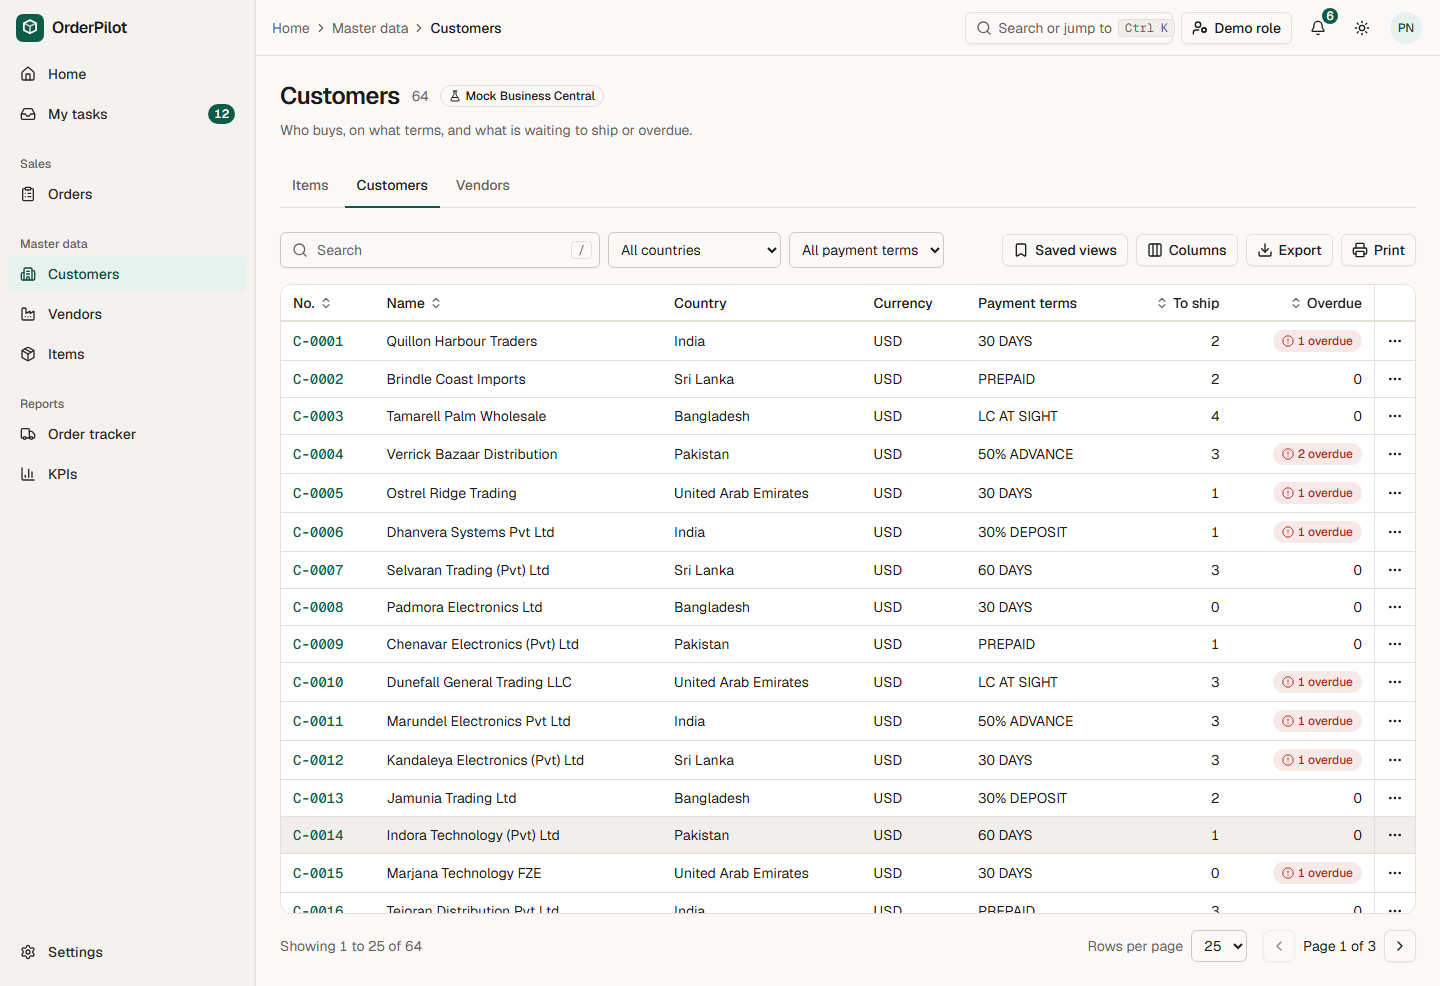 OrderPilot
Home
My tasks 12
Sales
Orders
Master data
Customers
Vendors
Items
Reports
Order tracker
KPIs
Settings
Home > Master data > Customers
Search or jump to Ctrl K
Demo role
6
PN
Customers 64 Mock Business Central
Who buys, on what terms, and what is waiting to ship or overdue.
Items Customers Vendors
Search /
All countries
All payment terms
Saved views
Columns
Export
Print
No. Name Country Currency Payment terms To ship Overdue
C-0001 Quillon Harbour Traders India USD 30 DAYS 2 1 overdue
C-0002 Brindle Coast Imports Sri Lanka USD PREPAID 2 0
C-0003 Tamarell Palm Wholesale Bangladesh USD LC AT SIGHT 4 0
C-0004 Verrick Bazaar Distribution Pakistan USD 50% ADVANCE 3 2 overdue
C-0005 Ostrel Ridge Trading United Arab Emirates USD 30 DAYS 1 1 overdue
C-0006 Dhanvera Systems Pvt Ltd India USD 30% DEPOSIT 1 1 overdue
C-0007 Selvaran Trading (Pvt) Ltd Sri Lanka USD 60 DAYS 3 0
C-0008 Padmora Electronics Ltd Bangladesh USD 30 DAYS 0 0
C-0009 Chenavar Electronics (Pvt) Ltd Pakistan USD PREPAID 1 0
C-0010 Dunefall General Trading LLC United Arab Emirates USD LC AT SIGHT 3 1 overdue
C-0011 Marundel Electronics Pvt Ltd India USD 50% ADVANCE 3 1 overdue
C-0012 Kandaleya Electronics (Pvt) Ltd Sri Lanka USD 30 DAYS 3 1 overdue
C-0013 Jamunia Trading Ltd Bangladesh USD 30% DEPOSIT 2 0
C-0014 Indora Technology (Pvt) Ltd Pakistan USD 60 DAYS 1 0
C-0015 Marjana Technology FZE United Arab Emirates USD 30 DAYS 0 1 overdue
C-0016 Tejoran Distribution Pvt Ltd India USD PREPAID 3 0
Showing 1 to 25 of 64
Rows per page 25
Page 1 of 3